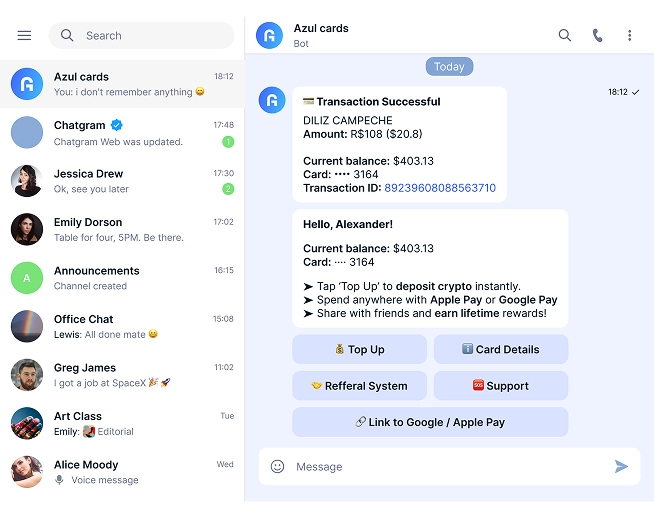 Search
Azul cards
18:12
You: i don't remember anything 😄
Chatgram
17:48
Chatgram Web was updated.
1
Jessica Drew
17:30
Ok, see you later
2
Emily Dorson
17:02
Table for four, 5PM. Be there.
A
Announcements
16:15
Channel created
Office Chat
15:08
Lewis: All done mate 😄
Greg James
11:02
I got a job at SpaceX 🎉 🚀
Art Class
Tue
Emily: Editorial
Alice Moody
Wed
Voice message
Azul cards
Bot
Today
18:12
💳 Transaction Successful
DILIZ CAMPECHE
Amount: R$108 ($20.8)
Current balance: $403.13
Card: •••• 3164
Transaction ID: 89239608088563710
Hello, Alexander!
Current balance: $403.13
Card: ···· 3164
➤ Tap ‘Top Up’ to deposit crypto instantly.
➤ Spend anywhere with Apple Pay or Google Pay
➤ Share with friends and earn lifetime rewards!
💰 Top Up
ℹ️ Card Details
🤝 Refferal System
🆘 Support
🔗 Link to Google / Apple Pay
Message